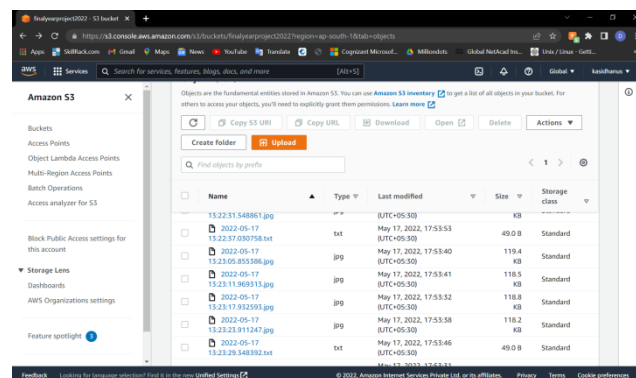 finalyearproject2022 - S3 bucket
https://s3.console.aws.amazon.com/s3/buckets/finalyearproject2022?region=ap-south-1&tab=objects
Apps SkillRack.com Gmail Maps News YouTube Translate Cognizant Microsof... Millondots Global NetAcad Ins... Unix / Linux - Getti...
aws Services Search for services, features, blogs, docs, and more [Alt+S] Global kasidhanus
Amazon S3
Buckets
Access Points
Object Lambda Access Points
Multi-Region Access Points
Batch Operations
Access analyzer for S3
Block Public Access settings for
this account
Storage Lens
Dashboards
AWS Organizations settings
Feature spotlight 3
Objects are the fundamental entities stored in Amazon S3. You can use Amazon S3 inventory to get a list of all objects in your bucket. For
others to access your objects, you'll need to explicitly grant them permissions. Learn more
Copy S3 URI Copy URL Download Open Delete Actions
Create folder Upload
Find objects by prefix
1
Name Type Last modified Size Storage class
13:22:31.548861.jpg (UTC+05:30) KB
2022-05-17 13:22:37.030758.txt txt May 17, 2022, 17:53:53 (UTC+05:30) 49.0 B Standard
2022-05-17 13:23:05.855386.jpg jpg May 17, 2022, 17:53:40 (UTC+05:30) 119.4 KB Standard
2022-05-17 13:23:11.969313.jpg jpg May 17, 2022, 17:53:41 (UTC+05:30) 118.5 KB Standard
2022-05-17 13:23:17.932593.jpg jpg May 17, 2022, 17:53:32 (UTC+05:30) 118.8 KB Standard
2022-05-17 13:23:23.911247.jpg jpg May 17, 2022, 17:53:38 (UTC+05:30) 118.2 KB Standard
2022-05-17 13:23:29.348392.txt txt May 17, 2022, 17:53:46 (UTC+05:30) 49.0 B Standard
Feedback Looking for language selection? Find it in the new Unified Settings © 2022, Amazon Internet Services Private Ltd. or its affiliates. Privacy Terms Cookie preferences